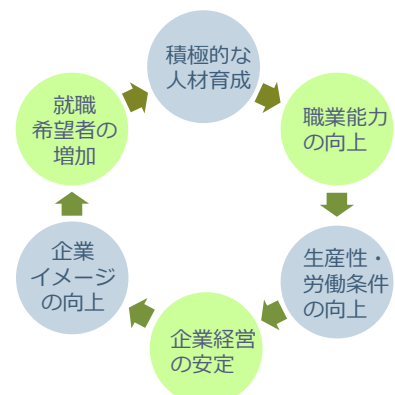 積極的な
人材育成
職業能力
の向上
生産性・
労働条件
の向上
企業経営
の安定
企業
イメージ
の向上
就職
希望者の
増加